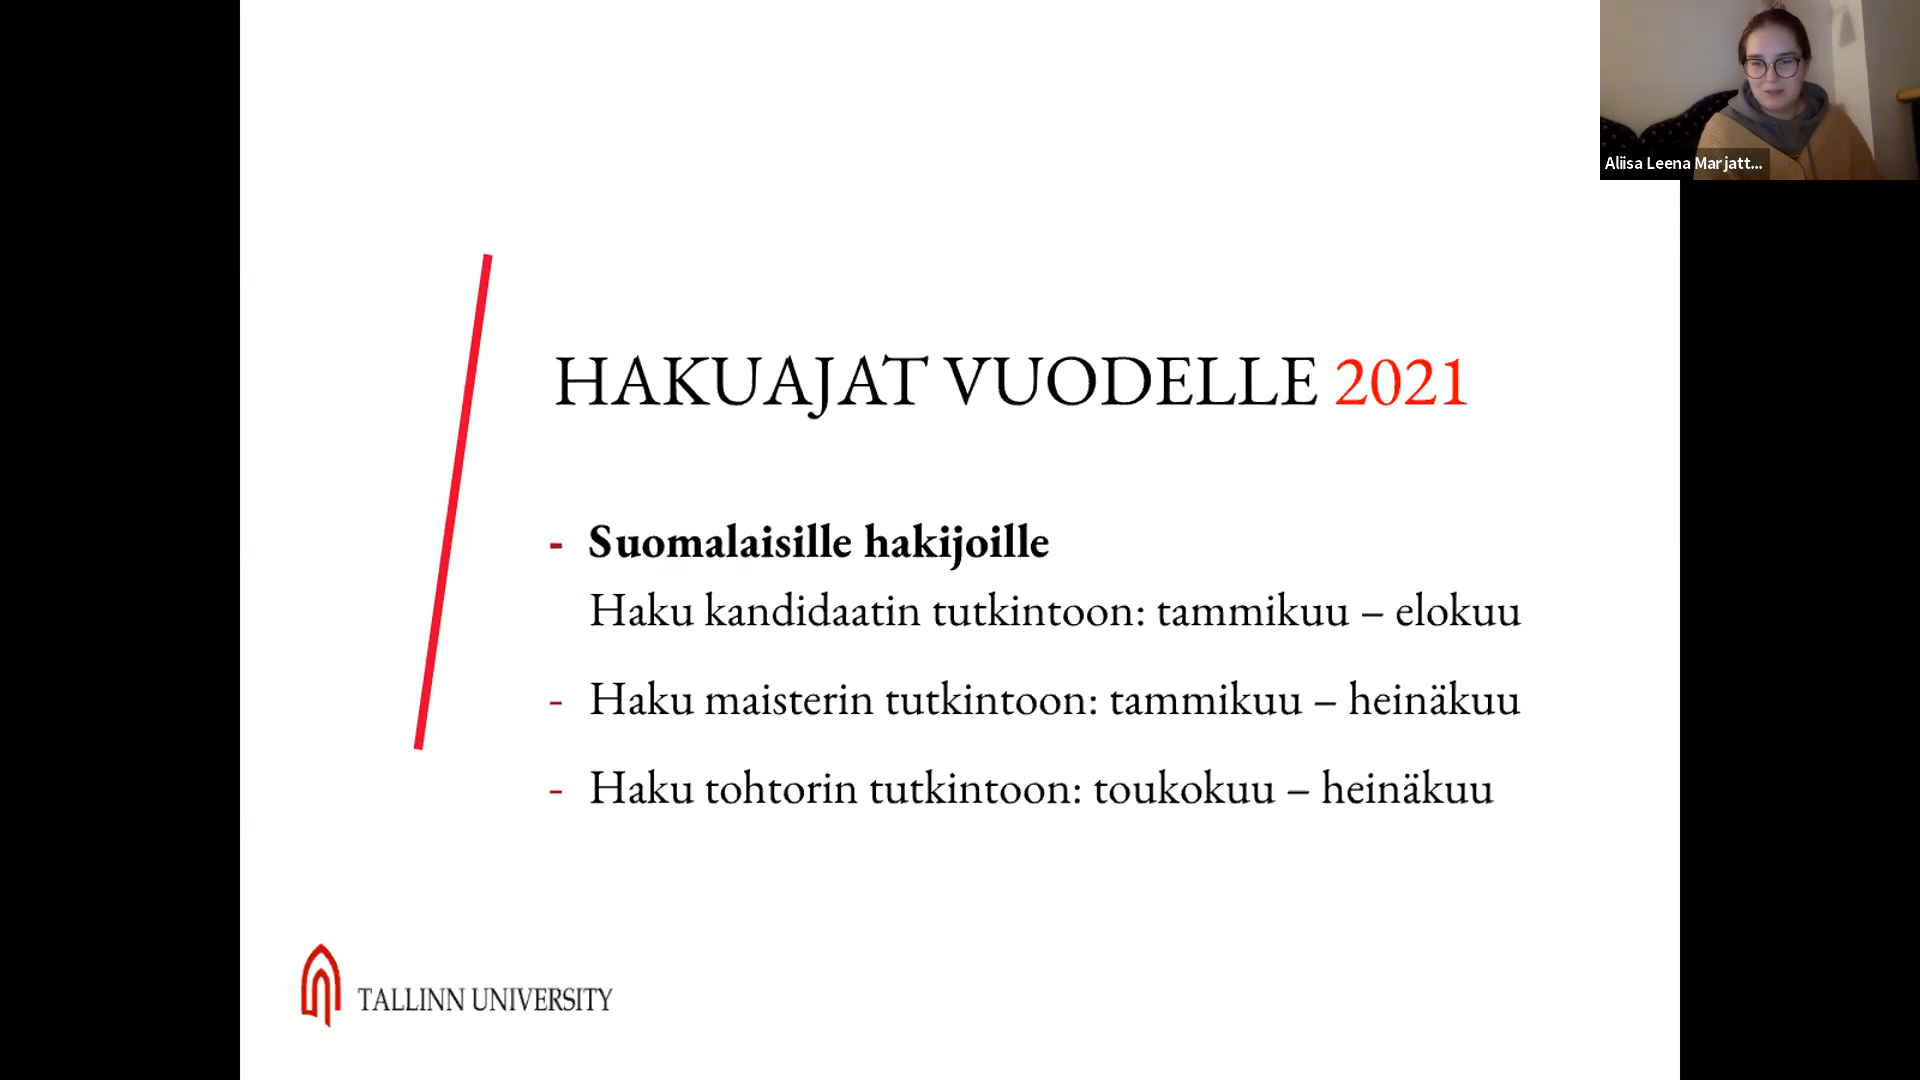 Aliisa Leena Marjatt...
HAKUAJAT VUODELLE 2021
- Suomalaisille hakijoille
Haku kandidaatin tutkintoon: tammikuu – elokuu
- Haku maisterin tutkintoon: tammikuu – heinäkuu
- Haku tohtorin tutkintoon: toukokuu – heinäkuu
TALLINN UNIVERSITY